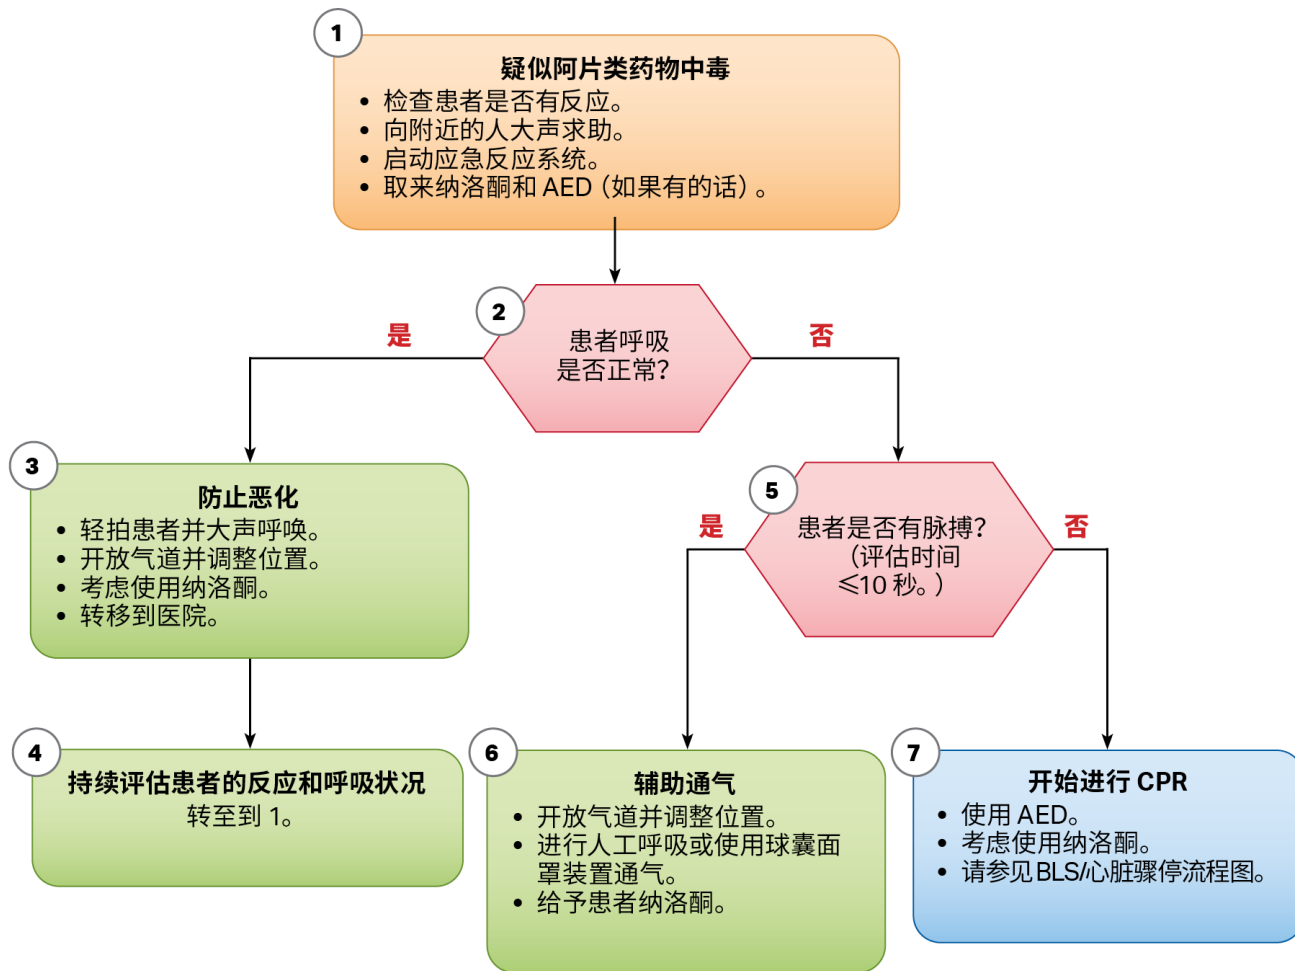 1
疑似阿片类药物中毒
• 检查患者是否有反应。
• 向附近的人大声求助。
• 启动应急反应系统。
• 取来纳洛酮和 AED（如果有的话）。
2
患者呼吸
是否正常？
是
否
3
防止恶化
• 轻拍患者并大声呼唤。
• 开放气道并调整位置。
• 考虑使用纳洛酮。
• 转移到医院。
4
持续评估患者的反应和呼吸状况
转至到 1。
5
患者是否有脉搏？
（评估时间
≤10 秒。）
是
否
6
辅助通气
• 开放气道并调整位置。
• 进行人工呼吸或使用球囊面
罩装置通气。
• 给予患者纳洛酮。
7
开始进行 CPR
• 使用 AED。
• 考虑使用纳洛酮。
• 请参见BLS/心脏骤停流程图。